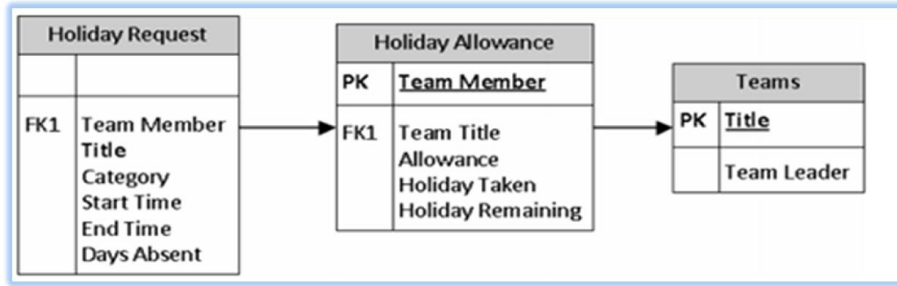 Holiday Request
FK1 Team Member
Title
Category
Start Time
End Time
Days Absent
Holiday Allowance
PK Team Member
FK1 Team Title
Allowance
Holiday Taken
Holiday Remaining
Teams
PK Title
Team Leader